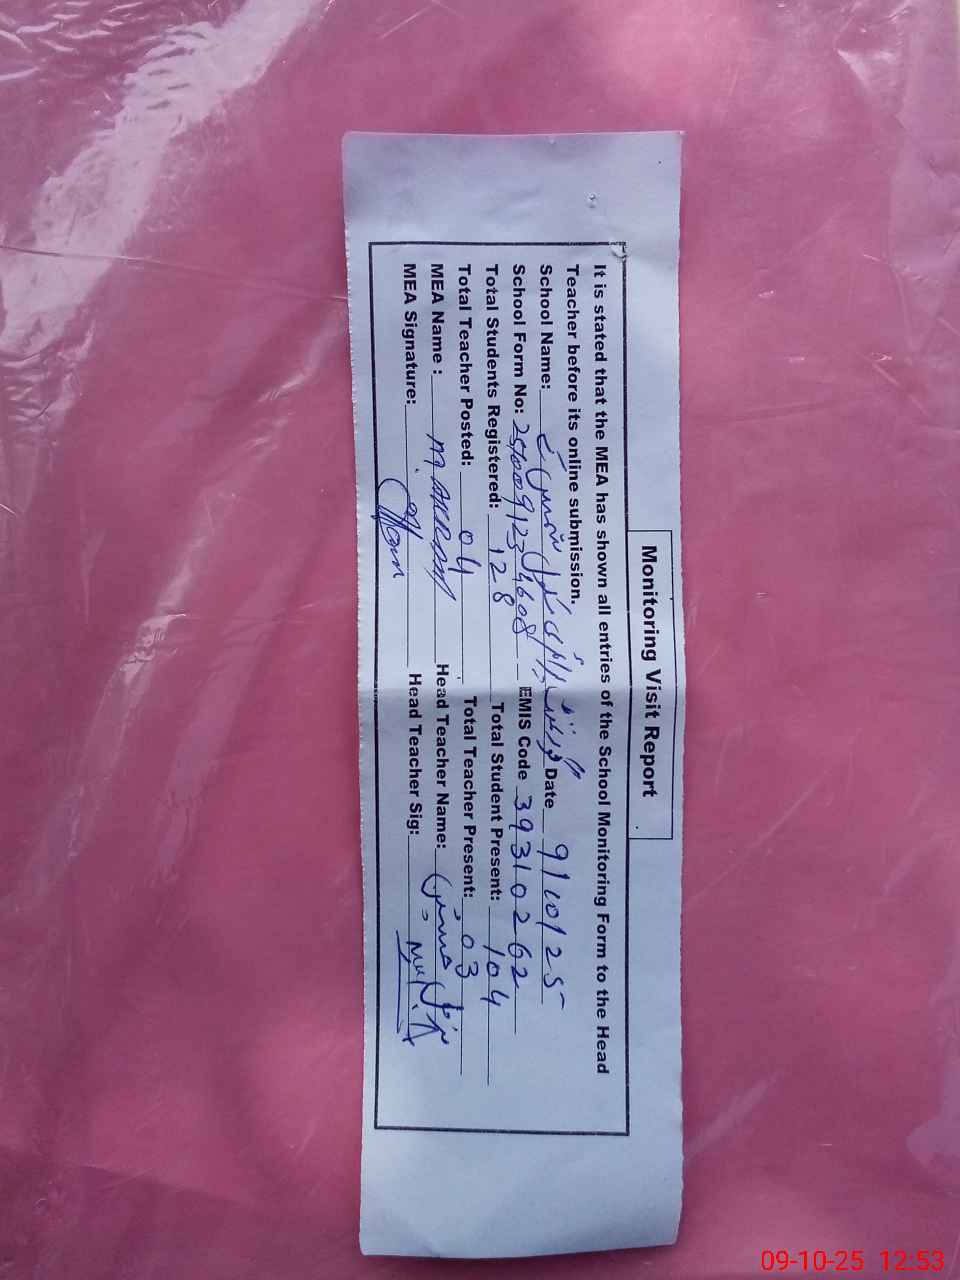 Monitoring Visit Report
It is stated that the MEA has shown all entries of the School Monitoring Form to the Head
Teacher before its online submission.
School Name: Date 9/10/25
School Form No: EMIS Code 39310262
Total Students Registered: 128 Total Student Present: 104
Total Teacher Posted: 04 Total Teacher Present: 03
MEA Name : M AKRAM Head Teacher Name:
MEA Signature: Head Teacher Sig:
09-10-25 12:53